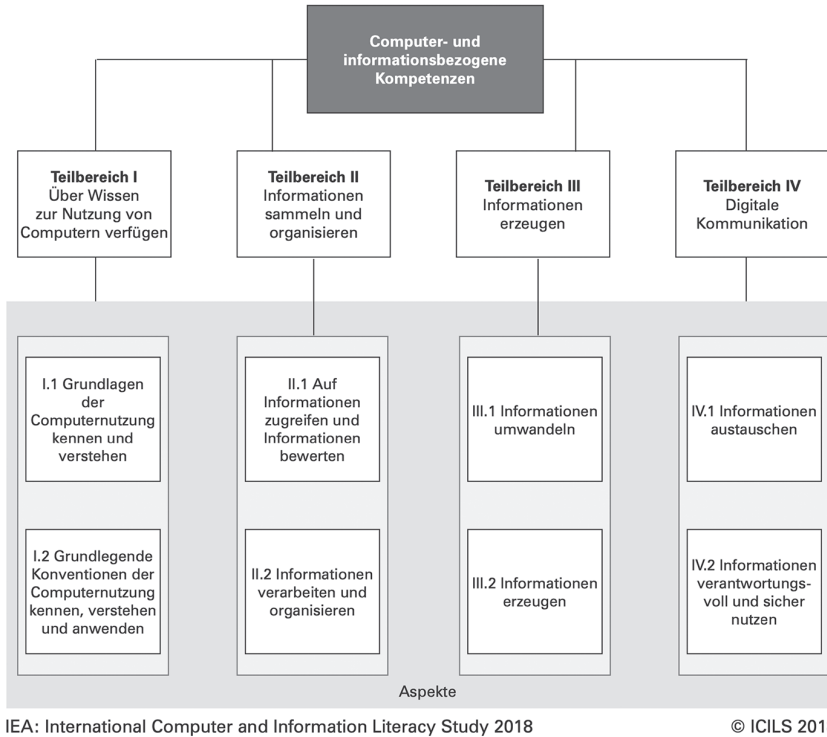 Computer- und
informationsbezogene
Kompetenzen
Teilbereich I
Über Wissen
zur Nutzung von
Computern verfügen
Teilbereich II
Informationen
sammeln und
organisieren
Teilbereich III
Informationen
erzeugen
Teilbereich IV
Digitale
Kommunikation
I.1 Grundlagen
der
Computernutzung
kennen und
verstehen
II.1 Auf
Informationen
zugreifen und
Informationen
bewerten
III.1 Informationen
umwandeln
IV.1 Informationen
austauschen
I.2 Grundlegende
Konventionen der
Computernutzung
kennen, verstehen
und anwenden
II.2 Informationen
verarbeiten und
organisieren
III.2 Informationen
erzeugen
IV.2 Informationen
verantwortungs-
voll und sicher
nutzen
Aspekte
IEA: International Computer and Information Literacy Study 2018
© ICILS 201